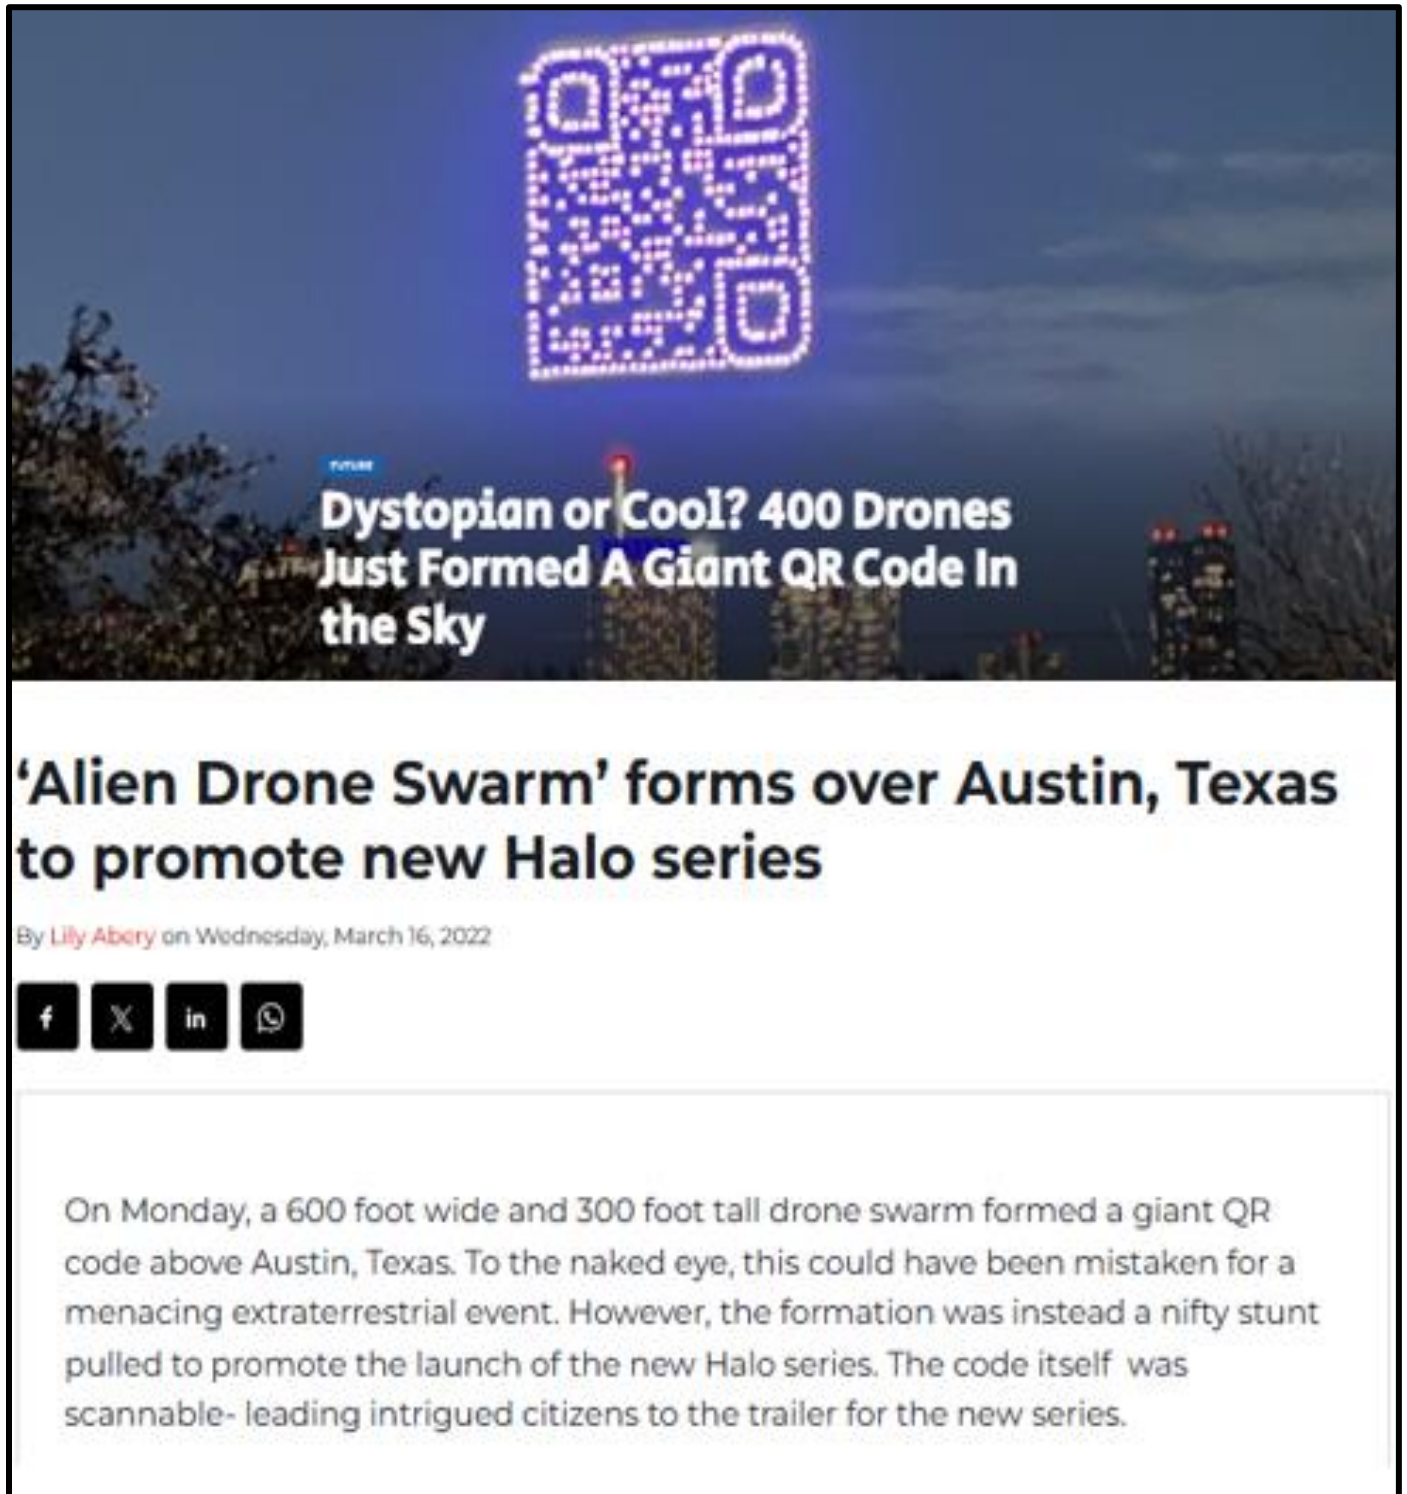 FUTURE
Dystopian or Cool? 400 Drones
Just Formed A Giant QR Code In
the Sky
‘Alien Drone Swarm’ forms over Austin, Texas
to promote new Halo series
By Lily Abery on Wednesday, March 16, 2022
f X in
On Monday, a 600 foot wide and 300 foot tall drone swarm formed a giant QR
code above Austin, Texas. To the naked eye, this could have been mistaken for a
menacing extraterrestrial event. However, the formation was instead a nifty stunt
pulled to promote the launch of the new Halo series. The code itself was
scannable- leading intrigued citizens to the trailer for the new series.